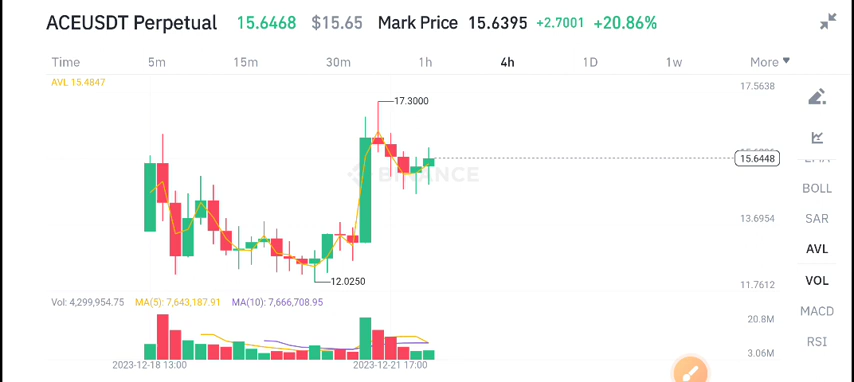 ACEUSDT Perpetual 15.6468 $15.65 Mark Price 15.6395 +2.7001 +20.86%
Time 5m 15m 30m 1h 4h 1D 1w More
AVL 15.4847
17.5638
17.3000
15.6448
BINANCE
BOLL
SAR
13.6954
AVL
12.0250
11.7612
VOL
Vol: 4,299,954.75 MA(5): 7,643,187.91 MA(10): 7,666,708.95
MACD
20.8M
RSI
3.06M
2023-12-18 13:00 2023-12-21 17:00